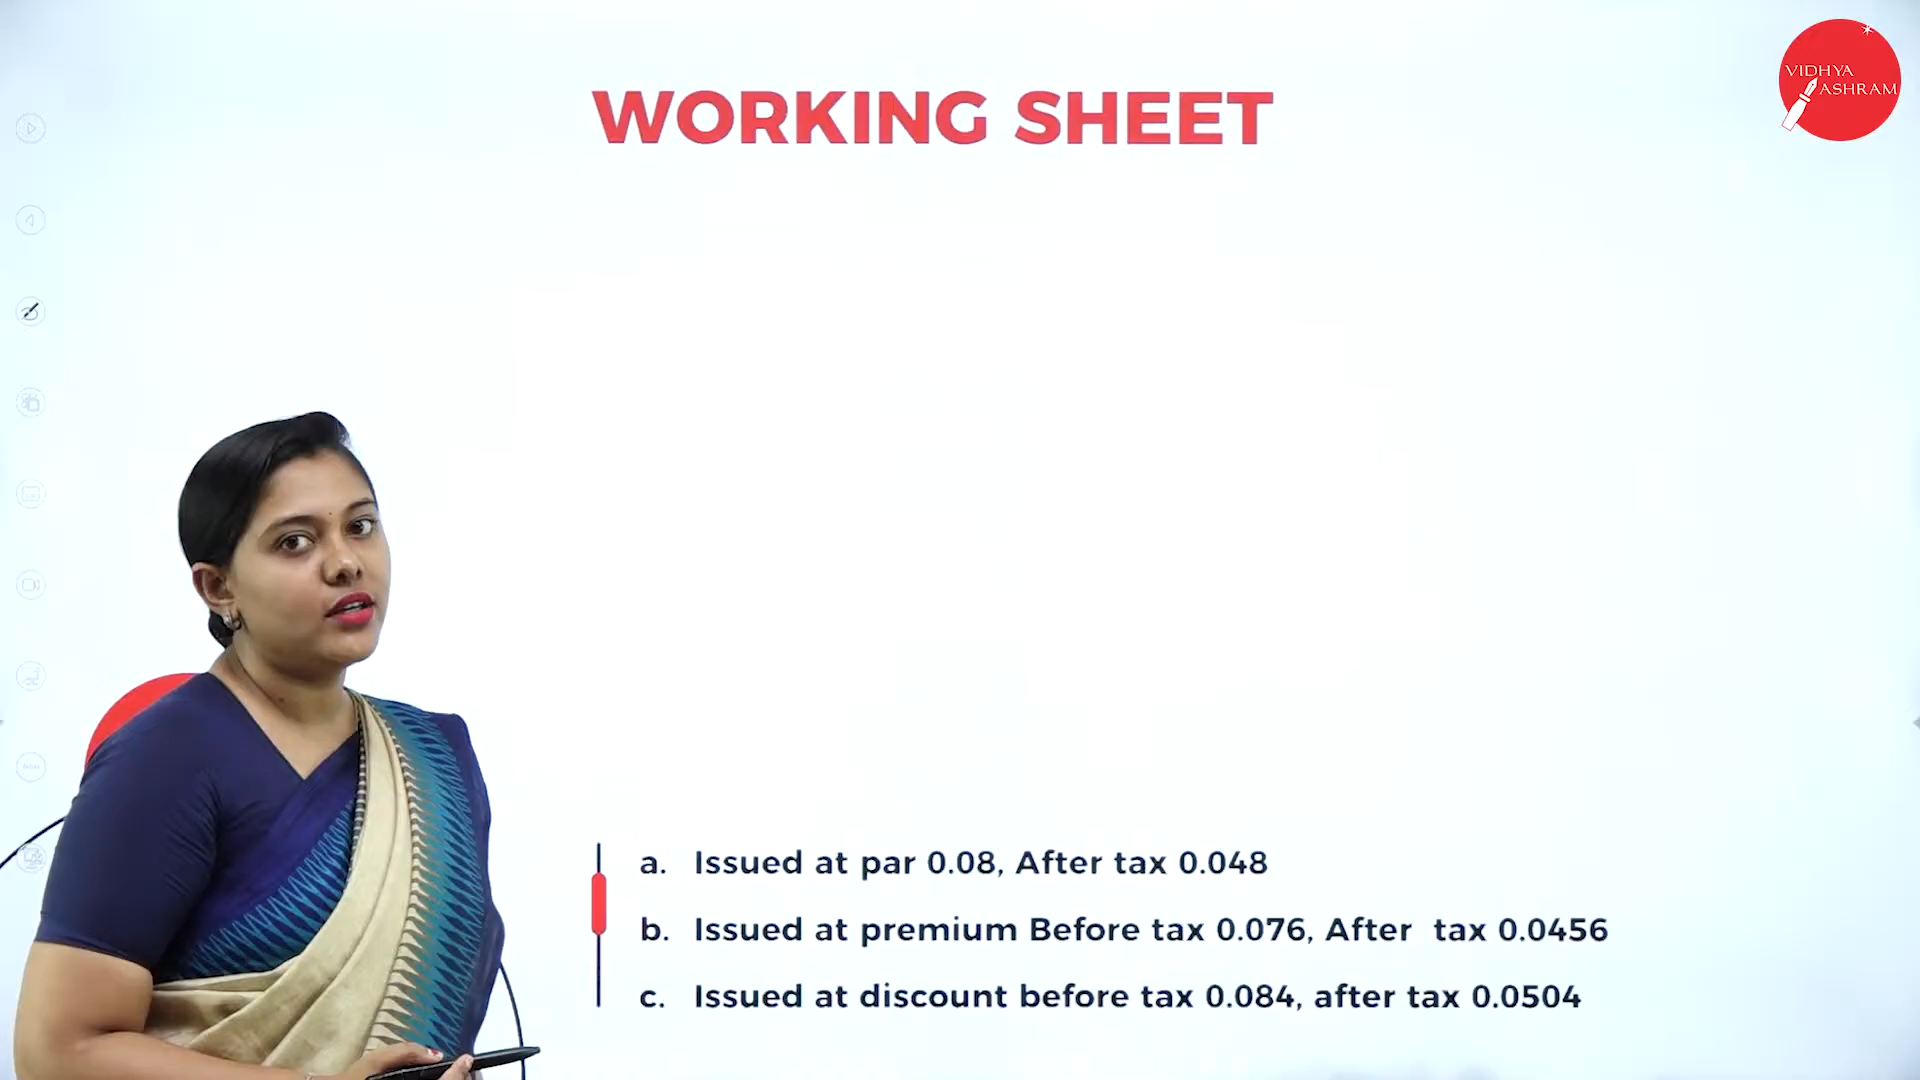 VIDHYA
ASHRAM
WORKING SHEET
a. Issued at par 0.08, After tax 0.048
b. Issued at premium Before tax 0.076, After tax 0.0456
c. Issued at discount before tax 0.084, after tax 0.0504